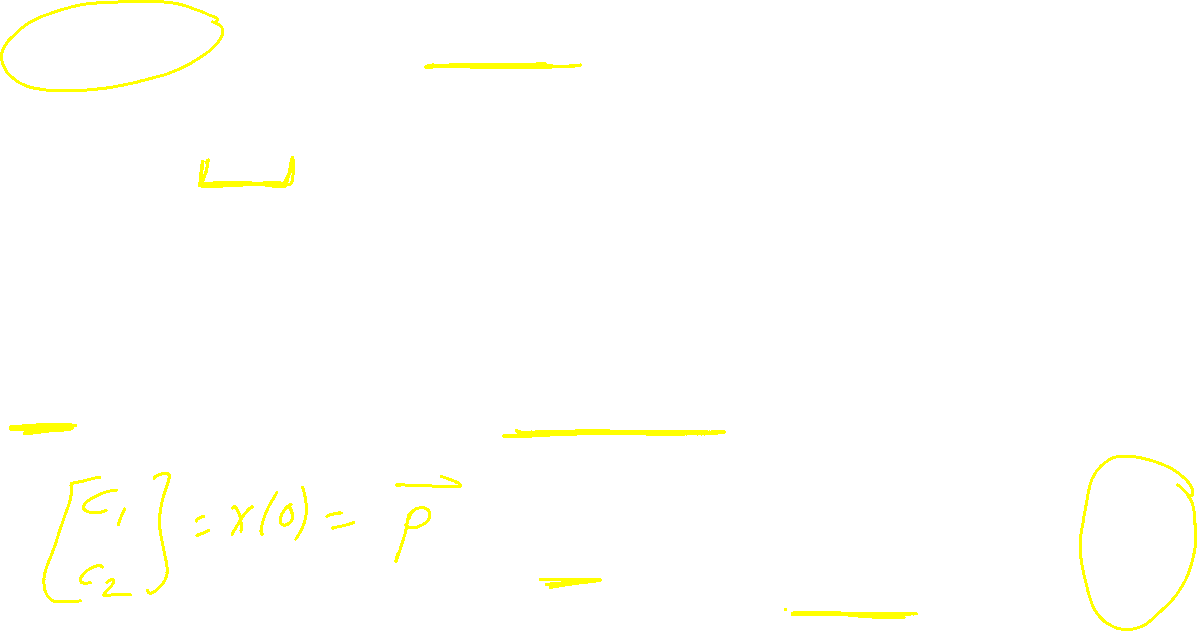 [c₁ c₂] = x(0) = p⃗